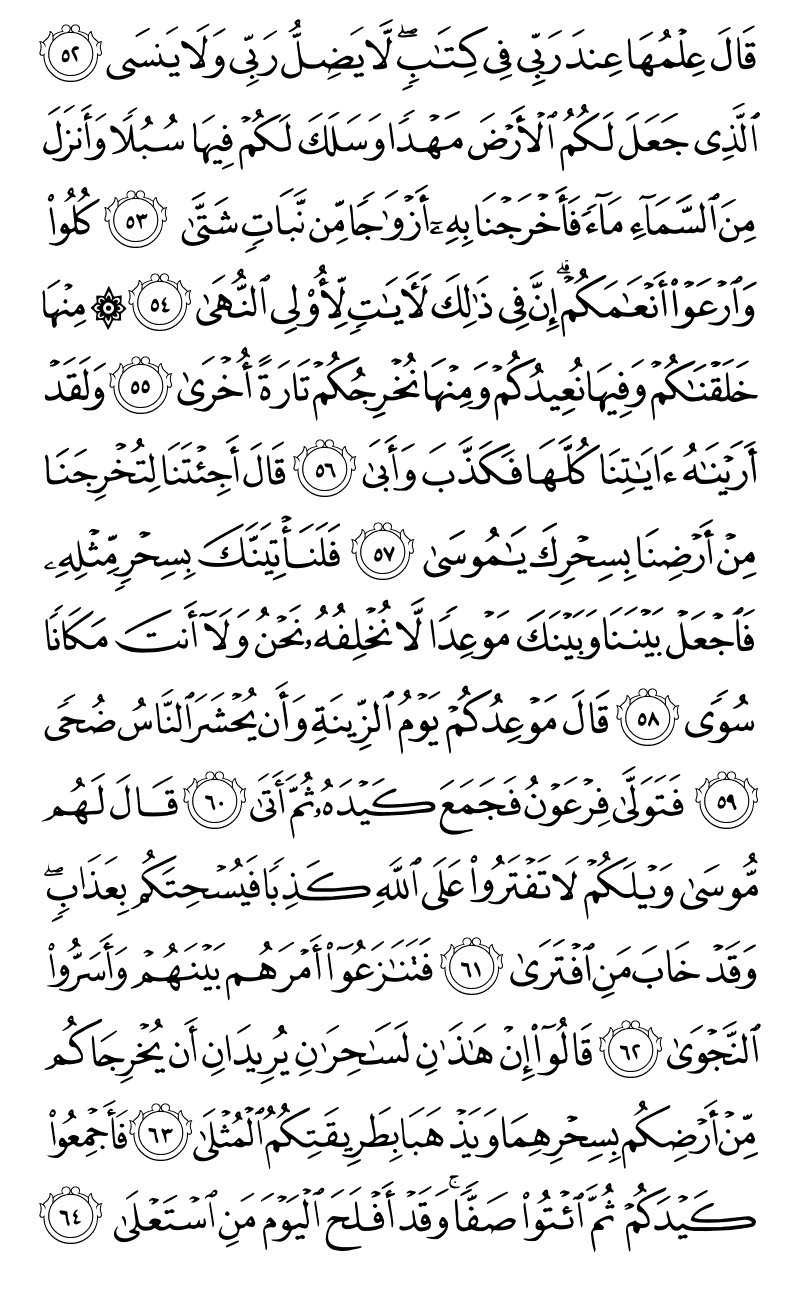 قَالَ عِلْمُهَا عِندَ رَبِّى فِى كِتَٰبٍۖ لَّا يَضِلُّ رَبِّى وَلَا يَنسَى ٥٢
ٱلَّذِى جَعَلَ لَكُمُ ٱلْأَرْضَ مَهْدًا وَسَلَكَ لَكُمْ فِيهَا سُبُلًا وَأَنزَلَ
مِنَ ٱلسَّمَآءِ مَآءً فَأَخْرَجْنَا بِهِۦٓ أَزْوَٰجًا مِّن نَّبَاتٍ شَتَّىٰ ٥٣ كُلُوا۟
وَٱرْعَوْا۟ أَنْعَٰمَكُمْۗ إِنَّ فِى ذَٰلِكَ لَءَايَٰتٍ لِّأُو۟لِى ٱلنُّهَىٰ ٥٤ ۞ مِنْهَا
خَلَقْنَٰكُمْ وَفِيهَا نُعِيدُكُمْ وَمِنْهَا نُخْرِجُكُمْ تَارَةً أُخْرَىٰ ٥٥ وَلَقَدْ
أَرَيْنَٰهُ ءَايَٰتِنَا كُلَّهَا فَكَذَّبَ وَأَبَىٰ ٥٦ قَالَ أَجِئْتَنَا لِتُخْرِجَنَا
مِنْ أَرْضِنَا بِسِحْرِكَ يَٰمُوسَىٰ ٥٧ فَلَنَأْتِيَنَّكَ بِسِحْرٍ مِّثْلِهِۦ
فَٱجْعَلْ بَيْنَنَا وَبَيْنَكَ مَوْعِدًا لَّا نُخْلِفُهُۥ نَحْنُ وَلَآ أَنتَ مَكَانًا
سُوًى ٥٨ قَالَ مَوْعِدُكُمْ يَوْمُ ٱلزِّينَةِ وَأَن يُحْشَرَ ٱلنَّاسُ ضُحًى
٥٩ فَتَوَلَّىٰ فِرْعَوْنُ فَجَمَعَ كَيْدَهُۥ ثُمَّ أَتَىٰ ٦٠ قَالَ لَهُم
مُّوسَىٰ وَيْلَكُمْ لَا تَفْتَرُوا۟ عَلَى ٱللَّهِ كَذِبًا فَيُسْحِتَكُم بِعَذَابٍۖ
وَقَدْ خَابَ مَنِ ٱفْتَرَىٰ ٦١ فَتَنَٰزَعُوٓا۟ أَمْرَهُم بَيْنَهُمْ وَأَسَرُّوا۟
ٱلنَّجْوَىٰ ٦٢ قَالُوٓا۟ إِنْ هَٰذَٰنِ لَسَٰحِرَٰنِ يُرِيدَانِ أَن يُخْرِجَاكُم
مِّنْ أَرْضِكُم بِسِحْرِهِمَا وَيَذْهَبَا بِطَرِيقَتِكُمُ ٱلْمُثْلَىٰ ٦٣ فَأَجْمِعُوا۟
كَيْدَكُمْ ثُمَّ ٱئْتُوا۟ صَفًّاۚ وَقَدْ أَفْلَحَ ٱلْيَوْمَ مَنِ ٱسْتَعْلَىٰ ٦٤